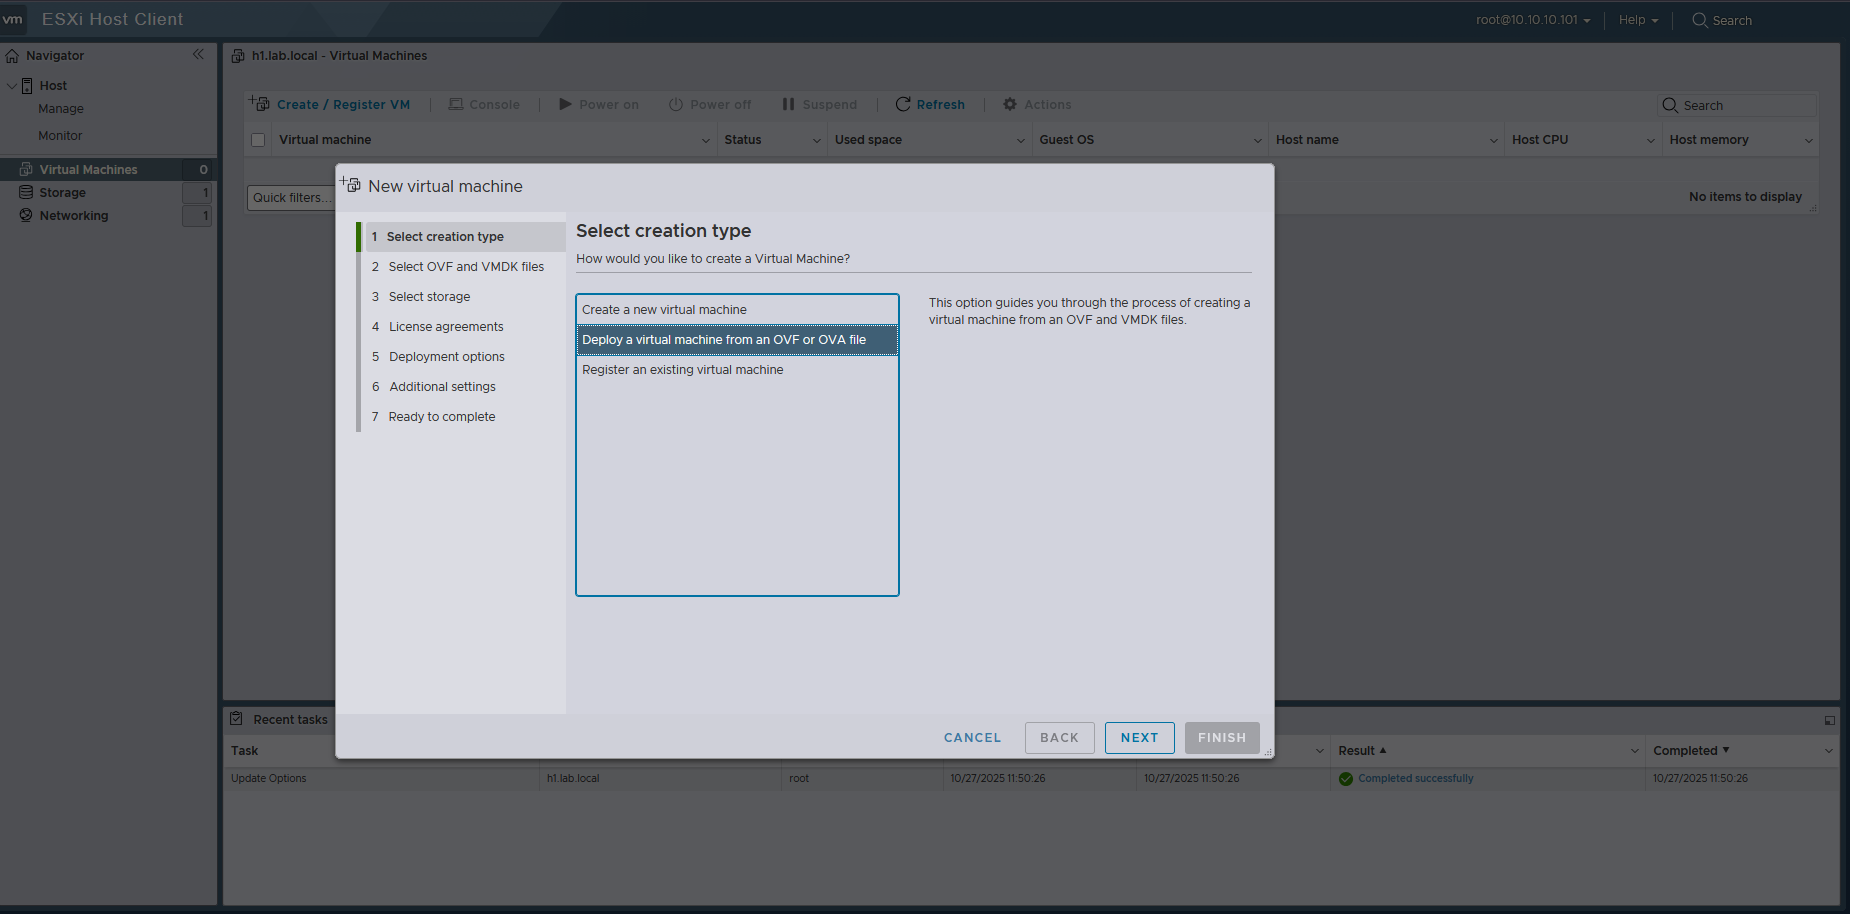 vm ESXi Host Client root@10.10.10.101 Help Search
Navigator
Host
Manage
Monitor
Virtual Machines 0
Storage 1
Networking 1
h1.lab.local - Virtual Machines
Create / Register VM Console Power on Power off Suspend Refresh Actions Search
Virtual machine Status Used space Guest OS Host name Host CPU Host memory
Quick filters... No items to display
New virtual machine
1 Select creation type
2 Select OVF and VMDK files
3 Select storage
4 License agreements
5 Deployment options
6 Additional settings
7 Ready to complete
Select creation type
How would you like to create a Virtual Machine?
Create a new virtual machine
Deploy a virtual machine from an OVF or OVA file
Register an existing virtual machine
This option guides you through the process of creating a
virtual machine from an OVF and VMDK files.
CANCEL BACK NEXT FINISH
Recent tasks
Task Result Completed
Update Options h1.lab.local root 10/27/2025 11:50:26 10/27/2025 11:50:26 Completed successfully 10/27/2025 11:50:26